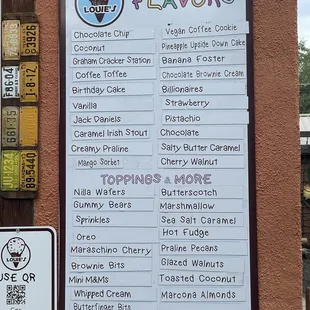 LOUIE'S
FLAVORS
Chocolate Chip
Coconut
Graham Cracker Station
Coffee Toffee
Birthday Cake
Vanilla
Jack Daniels
Caramel Irish Stout
Creamy Praline
Mango Sorbet
Vegan Coffee Cookie
Pineapple Upside Down Cake
Banana Foster
Chocolate Brownie Cream
Billionaires
Strawberry
Pistachio
Chocolate
Salty Butter Caramel
Cherry Walnut
TOPPINGS & MORE
Nilla Wafers
Gummy Bears
Sprinkles
Oreo
Maraschino Cherry
Brownie Bits
Mini M&Ms
Whipped Cream
Butterfinger Bits
Butterscotch
Marshmallow
Sea Salt Caramel
Hot Fudge
Praline Pecans
Glazed Walnuts
Toasted Coconut
Marcona Almonds
LOUIE'S
USE QR